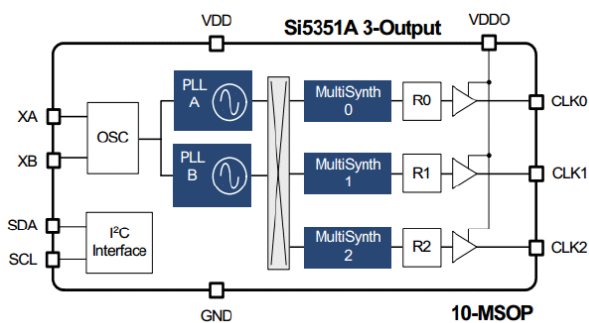 VDD
Si5351A 3-Output
VDDO
XA
XB
OSC
PLL
A
PLL
B
MultiSynth
0
R0
CLK0
MultiSynth
1
R1
CLK1
MultiSynth
2
R2
CLK2
SDA
SCL
I²C
Interface
GND
10-MSOP